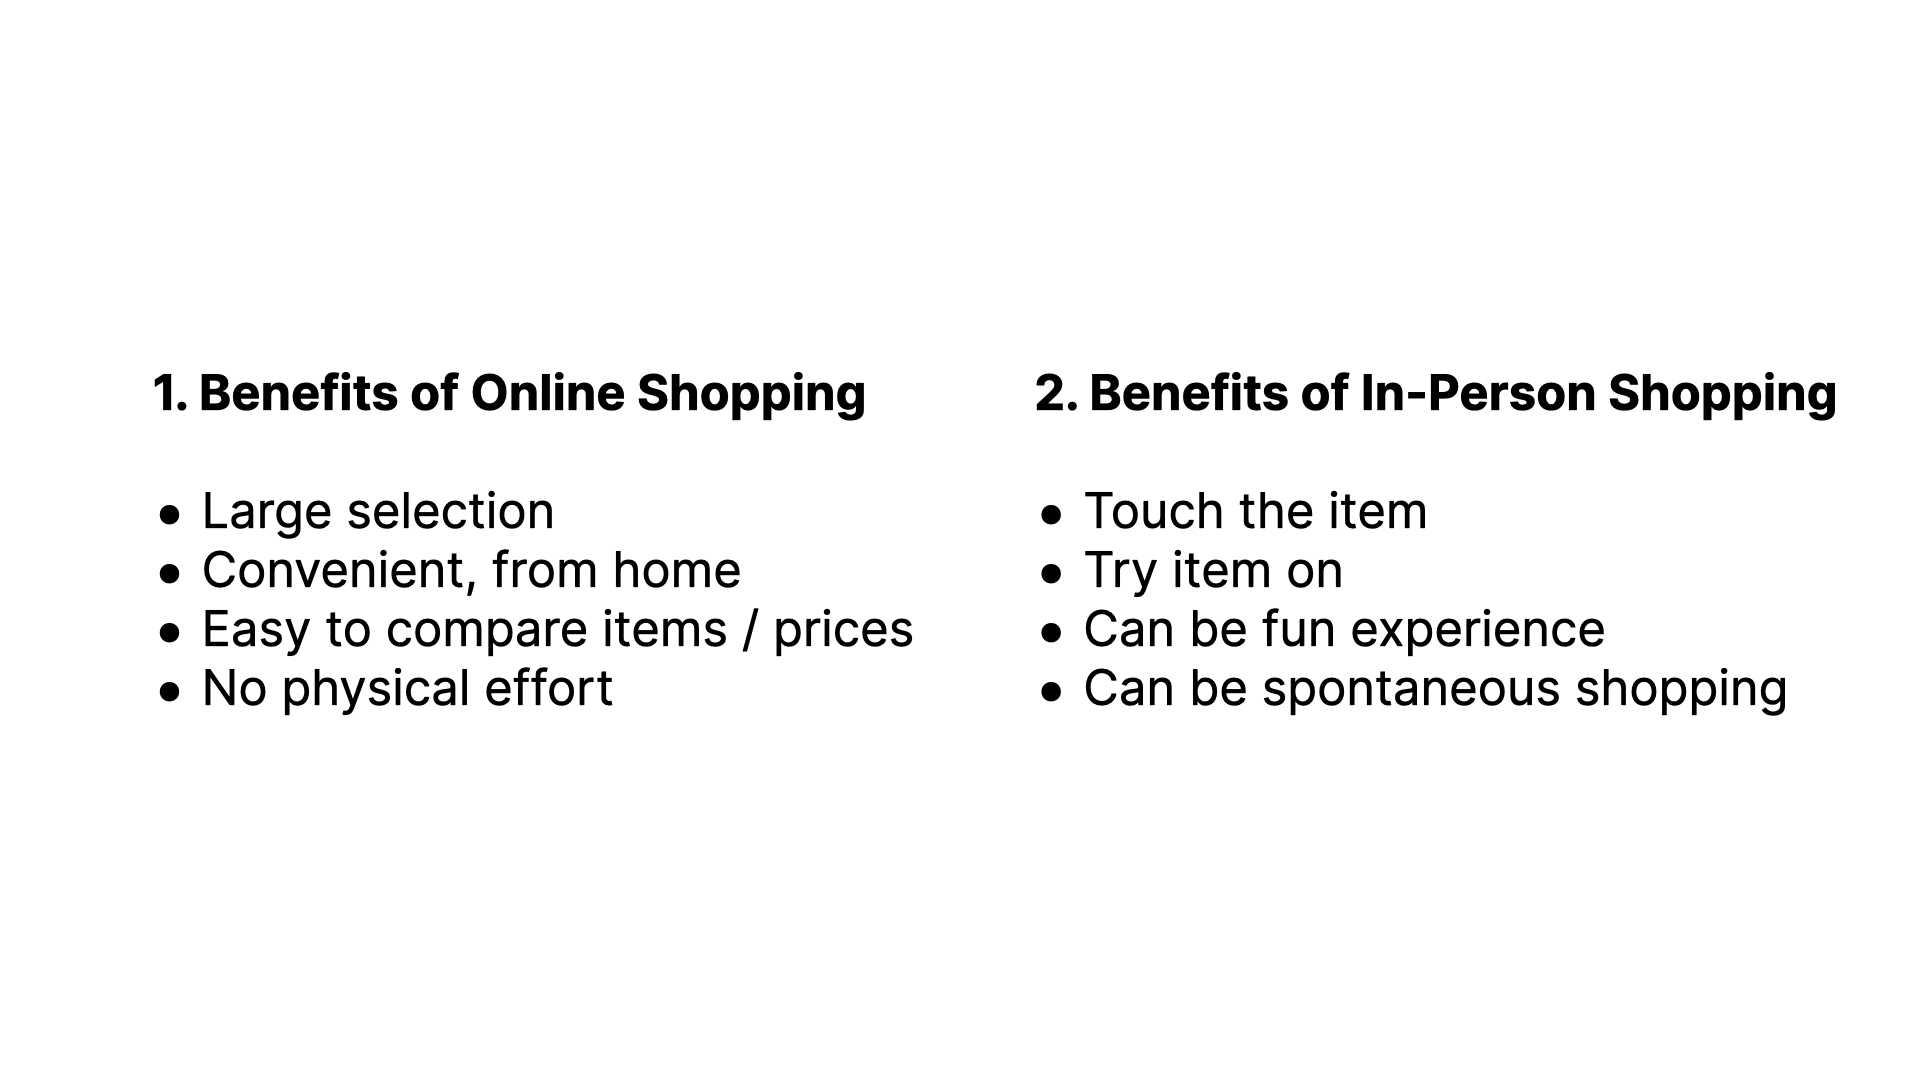 1. Benefits of Online Shopping
• Large selection
• Convenient, from home
• Easy to compare items / prices
• No physical effort
2. Benefits of In-Person Shopping
• Touch the item
• Try item on
• Can be fun experience
• Can be spontaneous shopping